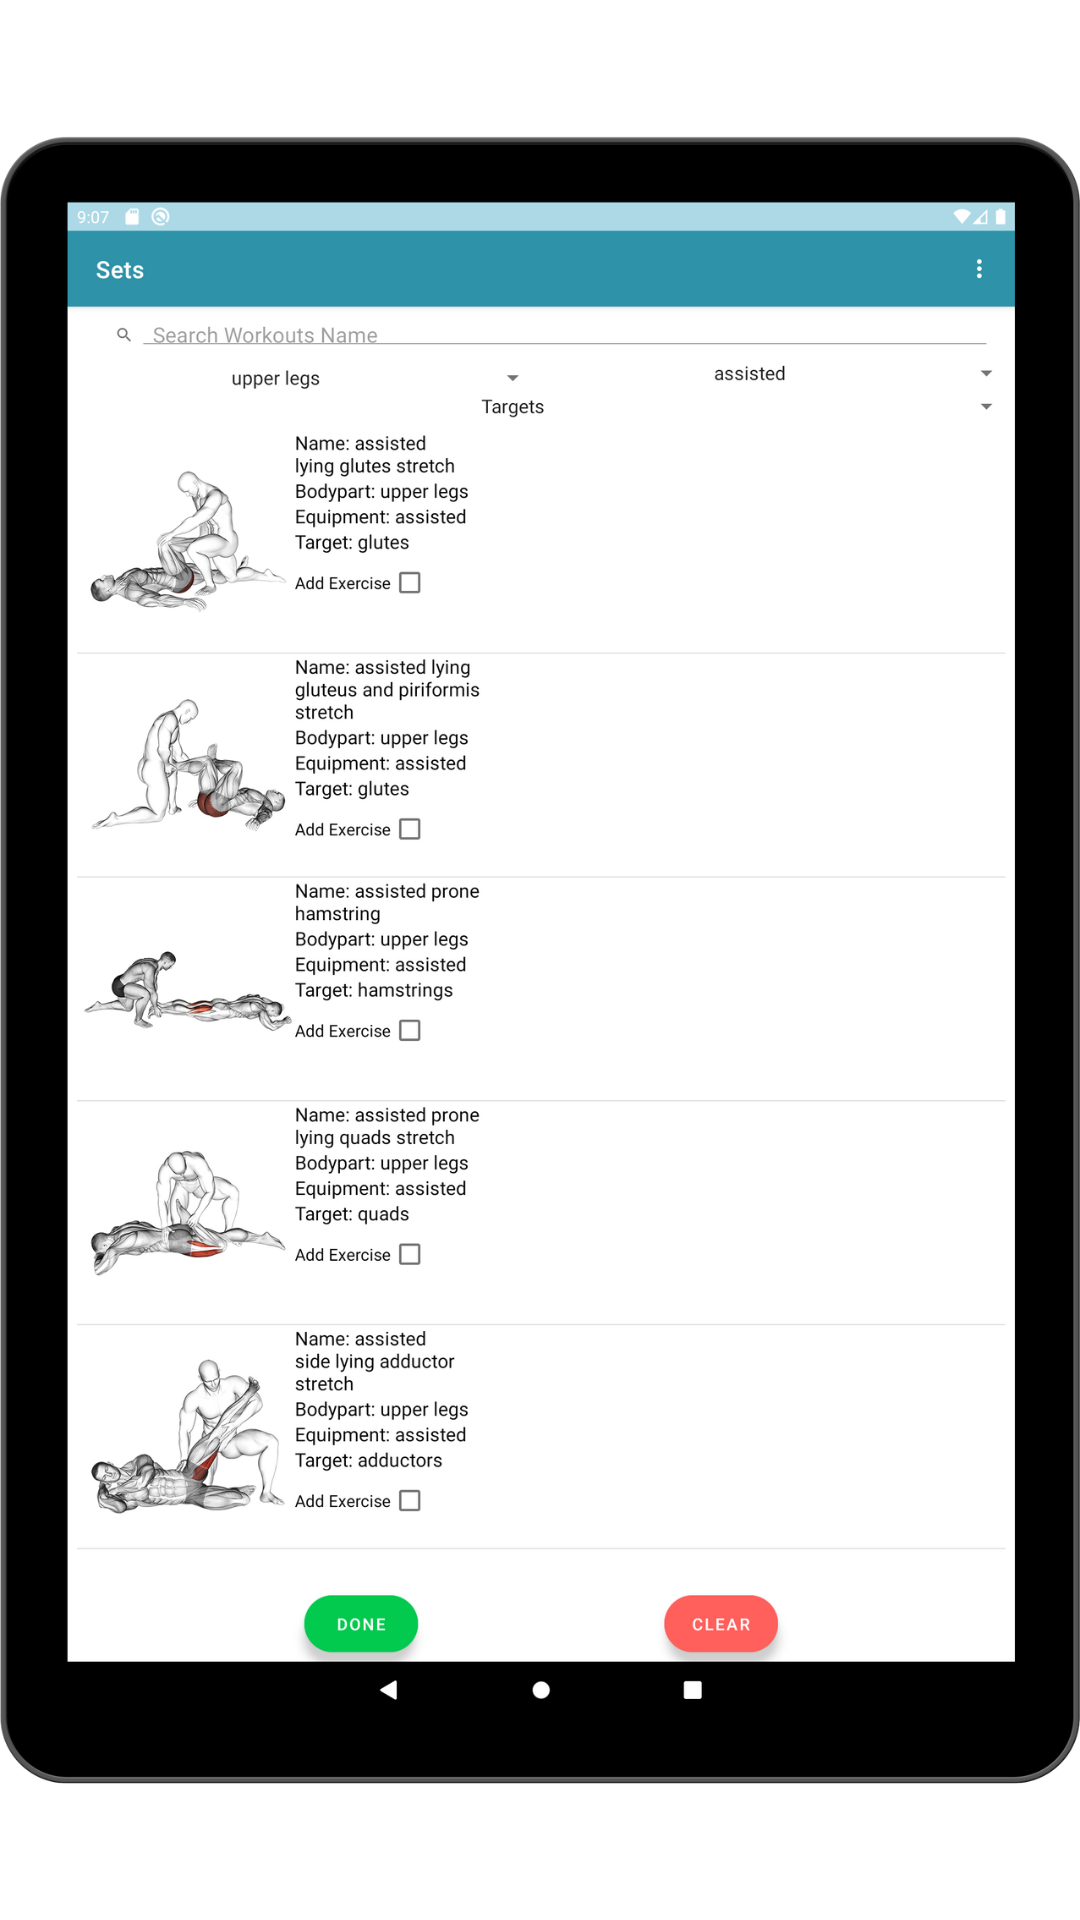 9:07
Sets
Search Workouts Name
upper legs
assisted
Targets
Name: assisted
lying glutes stretch
Bodypart: upper legs
Equipment: assisted
Target: glutes
Add Exercise
Name: assisted lying
gluteus and piriformis
stretch
Bodypart: upper legs
Equipment: assisted
Target: glutes
Add Exercise
Name: assisted prone
hamstring
Bodypart: upper legs
Equipment: assisted
Target: hamstrings
Add Exercise
Name: assisted prone
lying quads stretch
Bodypart: upper legs
Equipment: assisted
Target: quads
Add Exercise
Name: assisted
side lying adductor
stretch
Bodypart: upper legs
Equipment: assisted
Target: adductors
Add Exercise
DONE
CLEAR